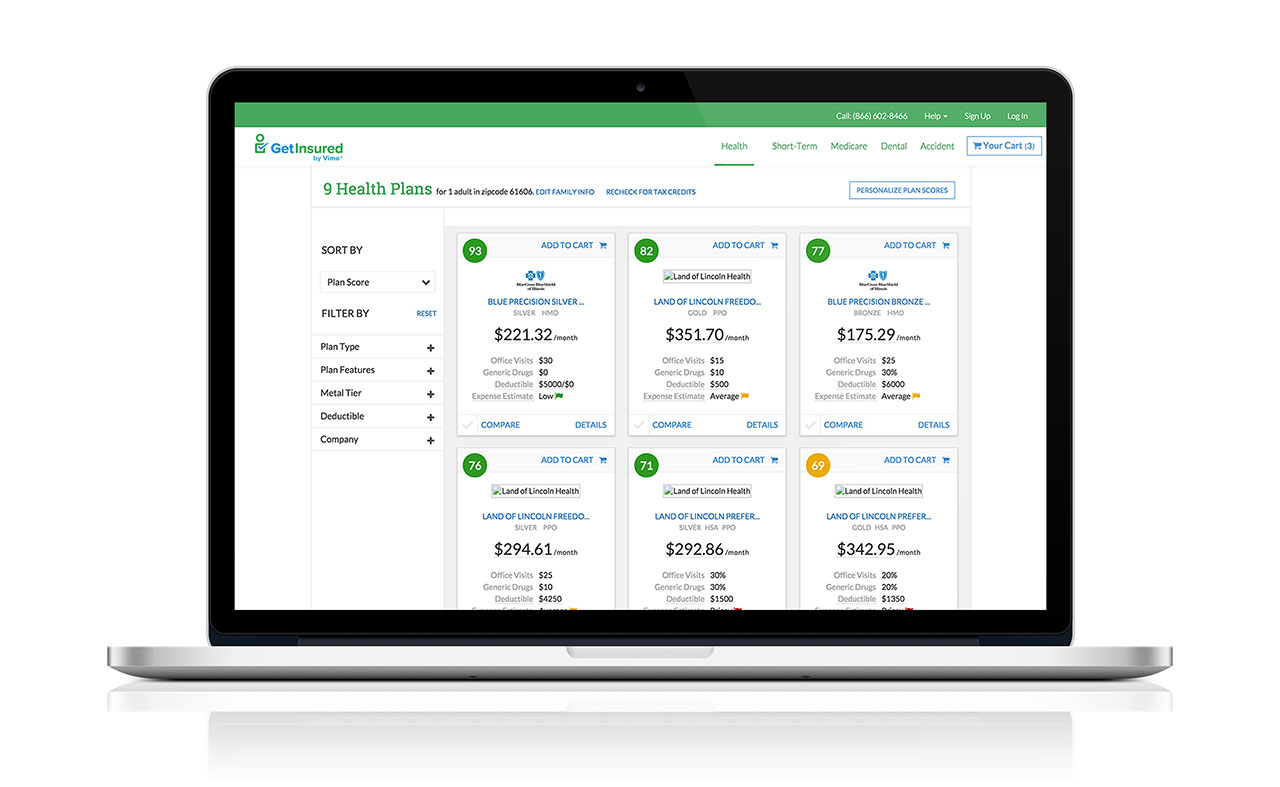 Call: (866) 602-8466 Help Sign Up Log In
GetInsured
by Vimo
Health Short-Term Medicare Dental Accident Your Cart (3)
9 Health Plans for 1 adult in zipcode 61606. EDIT FAMILY INFO RECHECK FOR TAX CREDITS PERSONALIZE PLAN SCORES
SORT BY
Plan Score
FILTER BY RESET
Plan Type +
Plan Features +
Metal Tier +
Deductible +
Company +
93 ADD TO CART
BlueCross BlueShield
of Illinois
BLUE PRECISION SILVER ...
SILVER HMO
$221.32 /month
Office Visits $30
Generic Drugs $0
Deductible $5000/$0
Expense Estimate Low
COMPARE DETAILS
82 ADD TO CART
Land of Lincoln Health
LAND OF LINCOLN FREEDO...
GOLD PPO
$351.70 /month
Office Visits $15
Generic Drugs $10
Deductible $500
Expense Estimate Average
COMPARE DETAILS
77 ADD TO CART
BlueCross BlueShield
of Illinois
BLUE PRECISION BRONZE ...
BRONZE HMO
$175.29 /month
Office Visits $25
Generic Drugs 30%
Deductible $6000
Expense Estimate Average
COMPARE DETAILS
76 ADD TO CART
Land of Lincoln Health
LAND OF LINCOLN FREEDO...
SILVER PPO
$294.61 /month
Office Visits $25
Generic Drugs $10
Deductible $4250
Expense Estimate Average
71 ADD TO CART
Land of Lincoln Health
LAND OF LINCOLN PREFER...
SILVER HSA PPO
$292.86 /month
Office Visits 30%
Generic Drugs 30%
Deductible $1500
Expense Estimate Pricey
69 ADD TO CART
Land of Lincoln Health
LAND OF LINCOLN PREFER...
GOLD HSA PPO
$342.95 /month
Office Visits 20%
Generic Drugs 20%
Deductible $1350
Expense Estimate Pricey